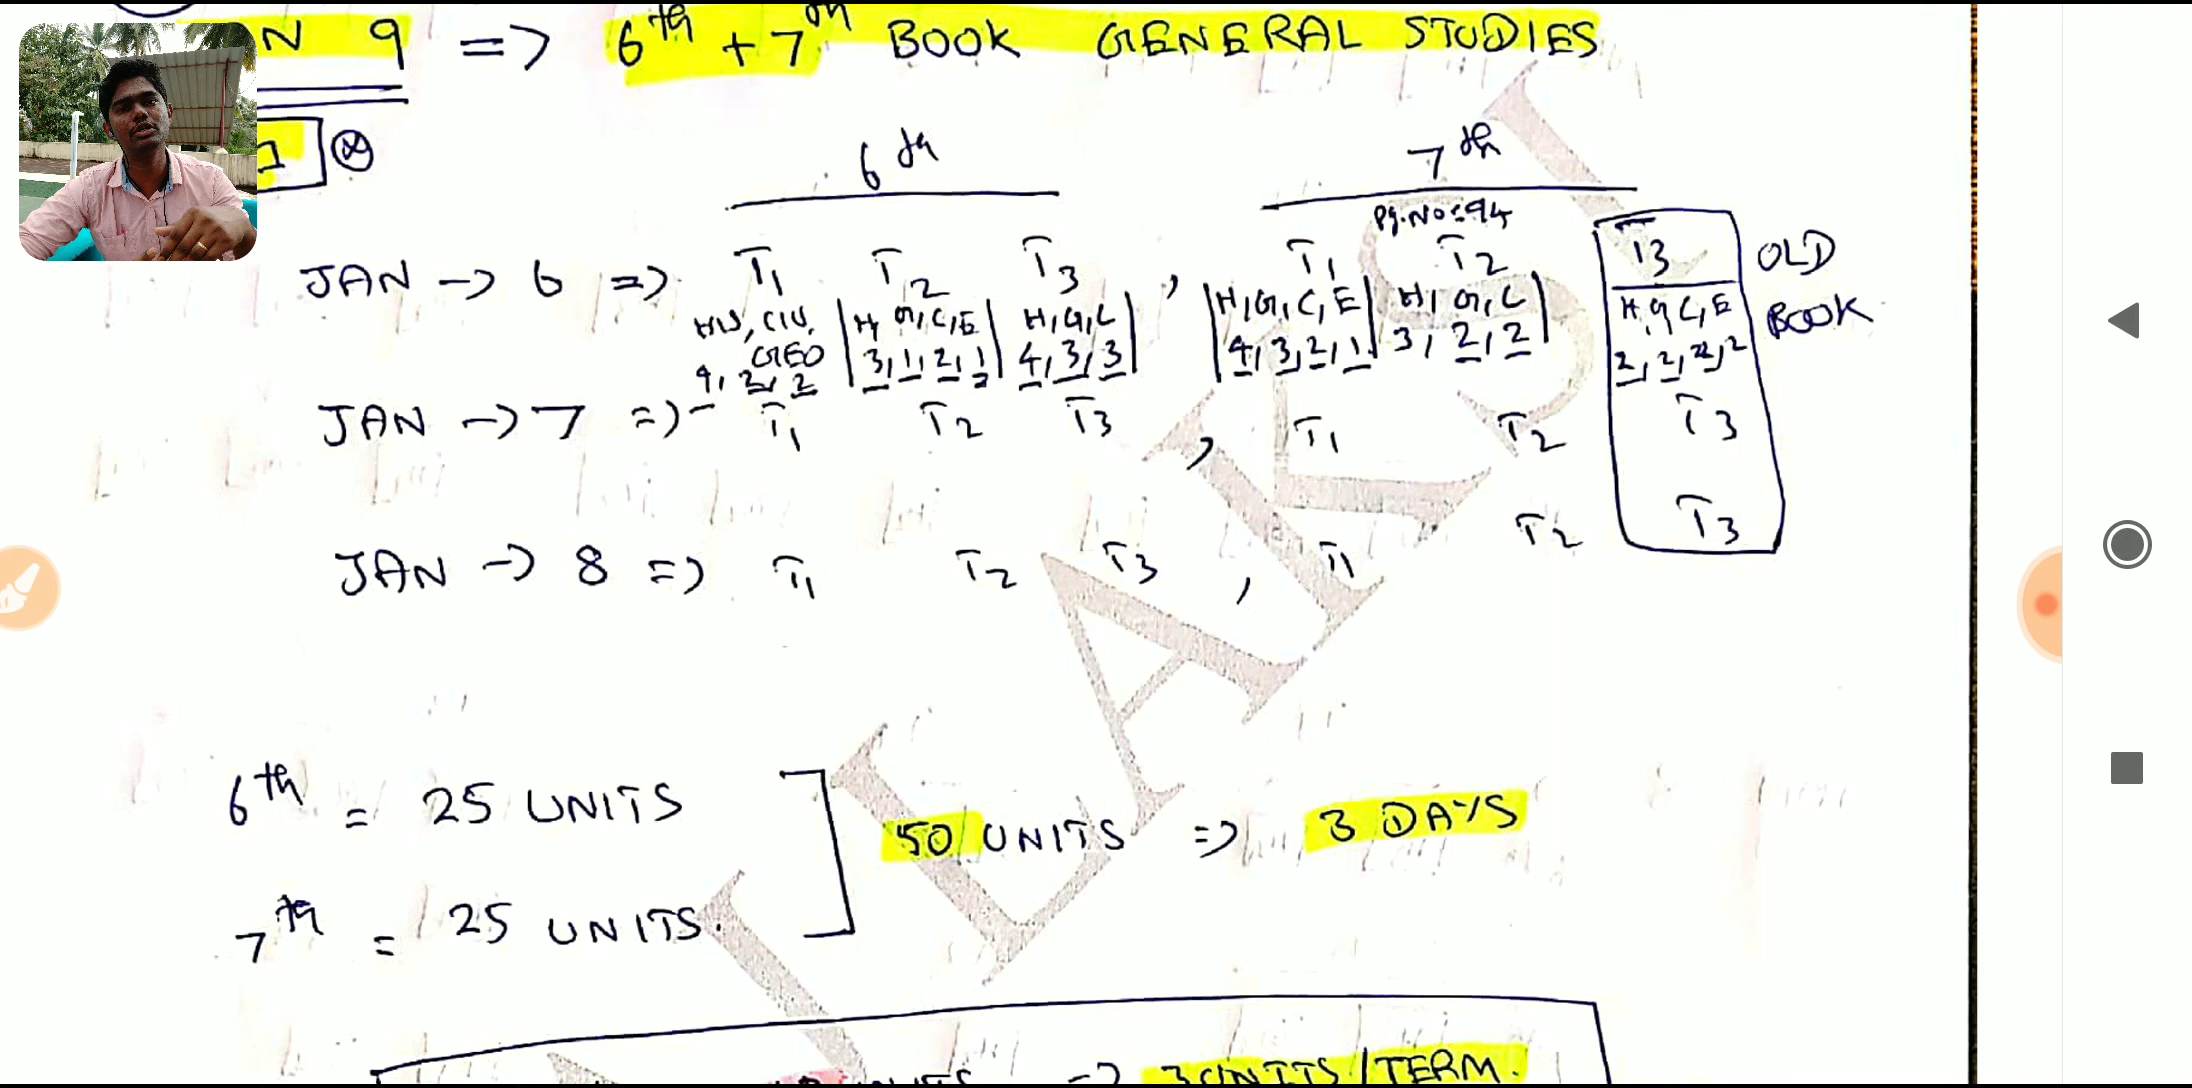 N 9 => 6th + 7th BOOK GENERAL STUDIES
6th 7th
Pg.No:94
JAN -> 6 => T1 T2 T3 , T1 T2 T3 OLD BOOK
HIS, CIV, GEO | H, G, C, E | H, G, C | H, G, C, E | H, G, C | H, G, C, E
4, 2, 2 | 3, 1, 2, 1 | 4, 3, 3 | 4, 3, 2, 1 | 3, 2, 2 | 2, 2, 2, 2
JAN -> 7 => T1 T2 T3 , T1 T2 T3
JAN -> 8 => T1 T2 T3 , T1 T2 T3
6th = 25 UNITS
50 UNITS => 3 DAYS
7th = 25 UNITS.
=> 3 UNITS / TERM.